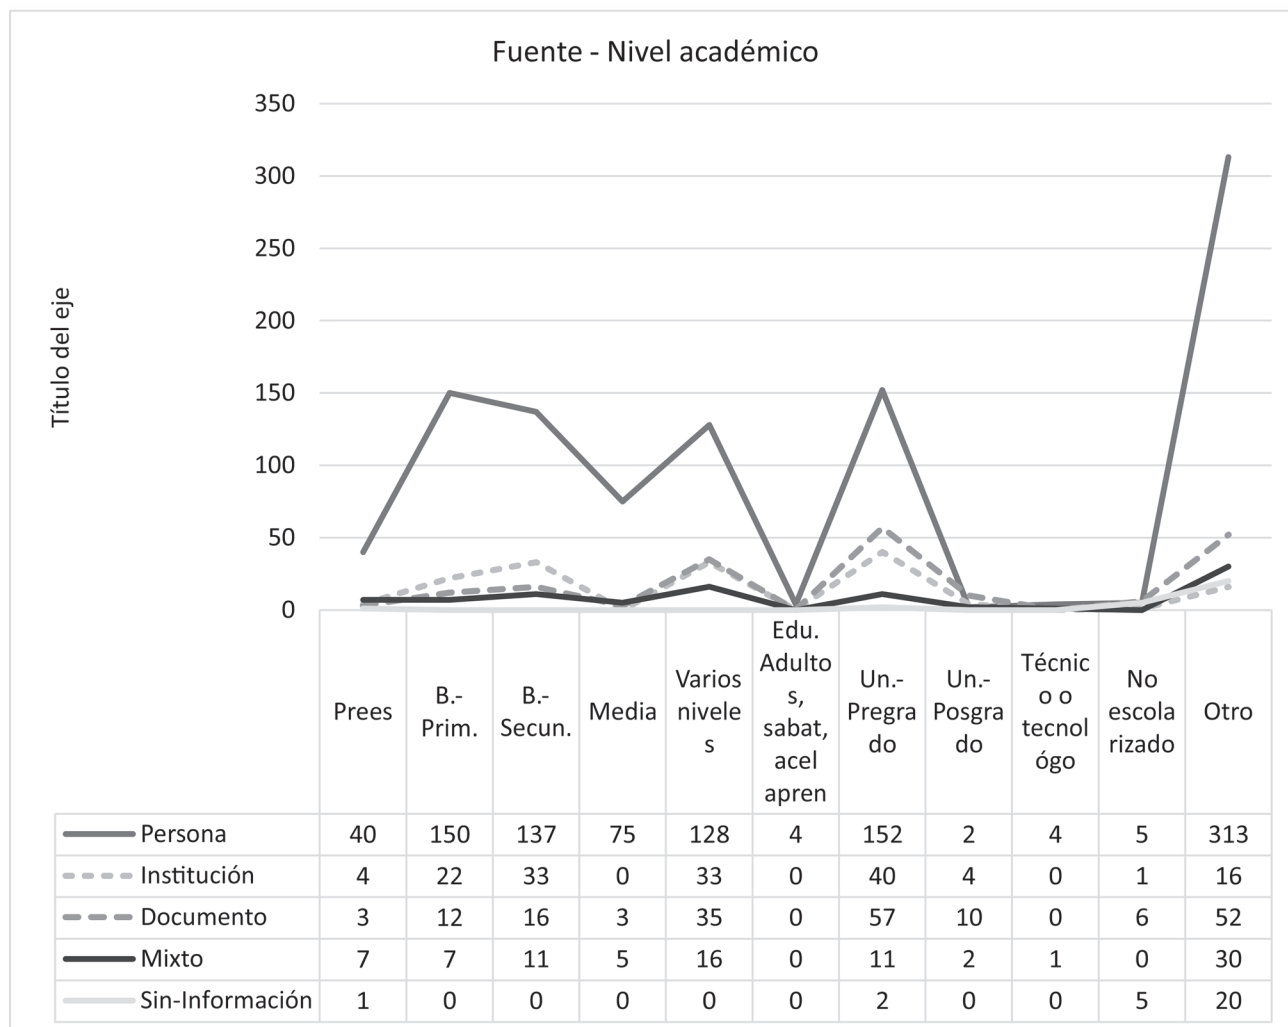 Fuente - Nivel académico
350
300
250
200
150
100
50
0
Título del eje
Prees
B.-
Prim.
B.-
Secun.
Media
Varios
nivele
s
Edu.
Adulto
s,
sabat,
acel
apren
Un.-
Pregra
do
Un.-
Posgra
do
Técnic
o o
tecnol
ógo
No
escola
rizado
Otro
Persona 40 150 137 75 128 4 152 2 4 5 313
Institución 4 22 33 0 33 0 40 4 0 1 16
Documento 3 12 16 3 35 0 57 10 0 6 52
Mixto 7 7 11 5 16 0 11 2 1 0 30
Sin-Información 1 0 0 0 0 0 2 0 0 5 20